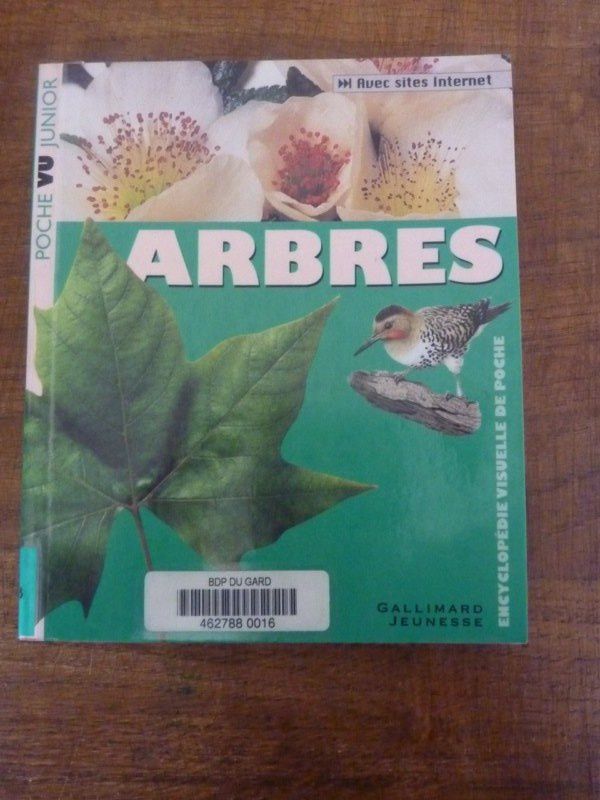 Avec sites Internet
POCHE VU JUNIOR
ARBRES
ENCYCLOPÉDIE VISUELLE DE POCHE
BDP DU GARD
462788 0016
GALLIMARD
JEUNESSE